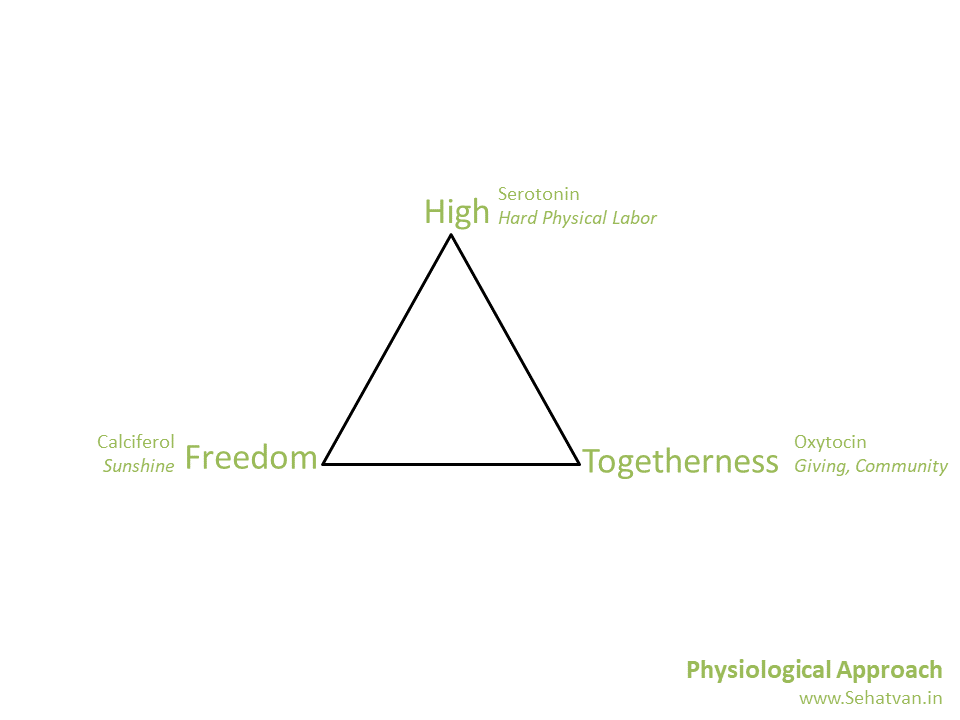 Serotonin
High
Hard Physical Labor
Calciferol
Sunshine
Freedom
Togetherness
Oxytocin
Giving, Community
Physiological Approach
www.Sehatvan.in